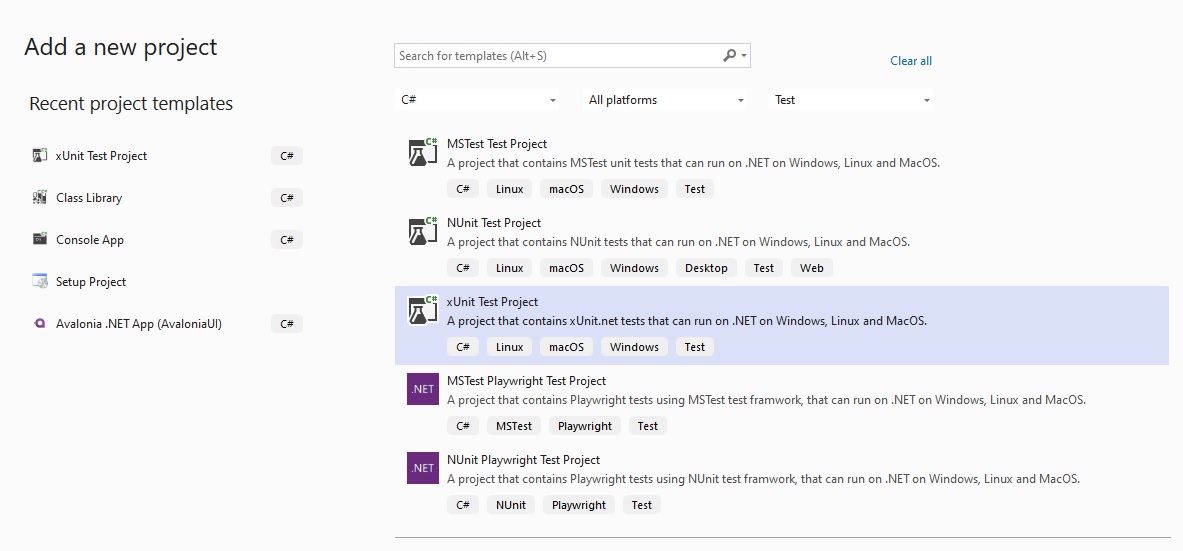 Add a new project
Search for templates (Alt+S)
Clear all
Recent project templates
C#
All platforms
Test
xUnit Test Project C#
Class Library C#
Console App C#
Setup Project
Avalonia .NET App (AvaloniaUI) C#
C#
MSTest Test Project
A project that contains MSTest unit tests that can run on .NET on Windows, Linux and MacOS.
C# Linux macOS Windows Test
C#
NUnit Test Project
A project that contains NUnit tests that can run on .NET on Windows, Linux and MacOS.
C# Linux macOS Windows Desktop Test Web
C#
xUnit Test Project
A project that contains xUnit.net tests that can run on .NET on Windows, Linux and MacOS.
C# Linux macOS Windows Test
.NET
MSTest Playwright Test Project
A project that contains Playwright tests using MSTest test framwork, that can run on .NET on Windows, Linux and MacOS.
C# MSTest Playwright Test
.NET
NUnit Playwright Test Project
A project that contains Playwright tests using NUnit test framwork, that can run on .NET on Windows, Linux and MacOS.
C# NUnit Playwright Test